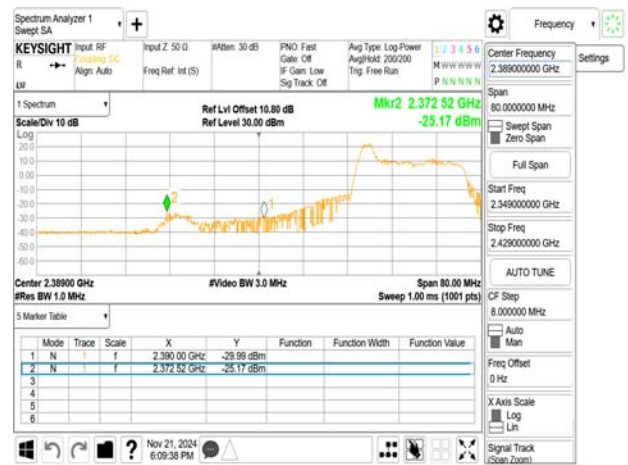 Spectrum Analyzer 1
Swept SA
Frequency
KEYSIGHT
R
LXI
Input: RF
Coupling: DC
Align: Auto
Input Z: 50 Ω
Freq Ref: Int (S)
#Atten: 30 dB
PNO: Fast
Gate: Off
IF Gain: Low
Sig Track: Off
Avg Type: Log-Power
Avg|Hold: 200/200
Trig: Free Run
1 2 3 4 5 6
M W W W W W
P N N N N N
Center Frequency
2.389000000 GHz
Settings
Span
80.0000000 MHz
Swept Span
Zero Span
Full Span
Start Freq
2.349000000 GHz
Stop Freq
2.429000000 GHz
AUTO TUNE
CF Step
8.000000 MHz
Auto
Man
Freq Offset
0 Hz
X Axis Scale
Log
Lin
Signal Track
(Span Zoom)
1 Spectrum
Scale/Div 10 dB
Log
Ref Lvl Offset 10.80 dB
Ref Level 30.00 dBm
Mkr2 2.372 52 GHz
-25.17 dBm
20.0
10.0
0.00
-10.0
-20.0
-30.0
-40.0
-50.0
-60.0
2
1
Center 2.38900 GHz
#Res BW 1.0 MHz
#Video BW 3.0 MHz
Span 80.00 MHz
Sweep 1.00 ms (1001 pts)
5 Marker Table
Mode Trace Scale X Y Function Function Width Function Value
1 N 1 f 2.390 00 GHz -29.99 dBm
2 N 1 f 2.372 52 GHz -25.17 dBm
3
4
5
6
?
Nov 21, 2024
6:09:38 PM